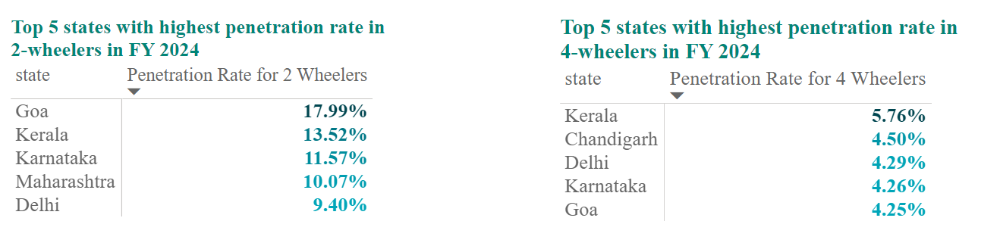 Top 5 states with highest penetration rate in
2-wheelers in FY 2024
state Penetration Rate for 2 Wheelers
Goa 17.99%
Kerala 13.52%
Karnataka 11.57%
Maharashtra 10.07%
Delhi 9.40%
Top 5 states with highest penetration rate in
4-wheelers in FY 2024
state Penetration Rate for 4 Wheelers
Kerala 5.76%
Chandigarh 4.50%
Delhi 4.29%
Karnataka 4.26%
Goa 4.25%